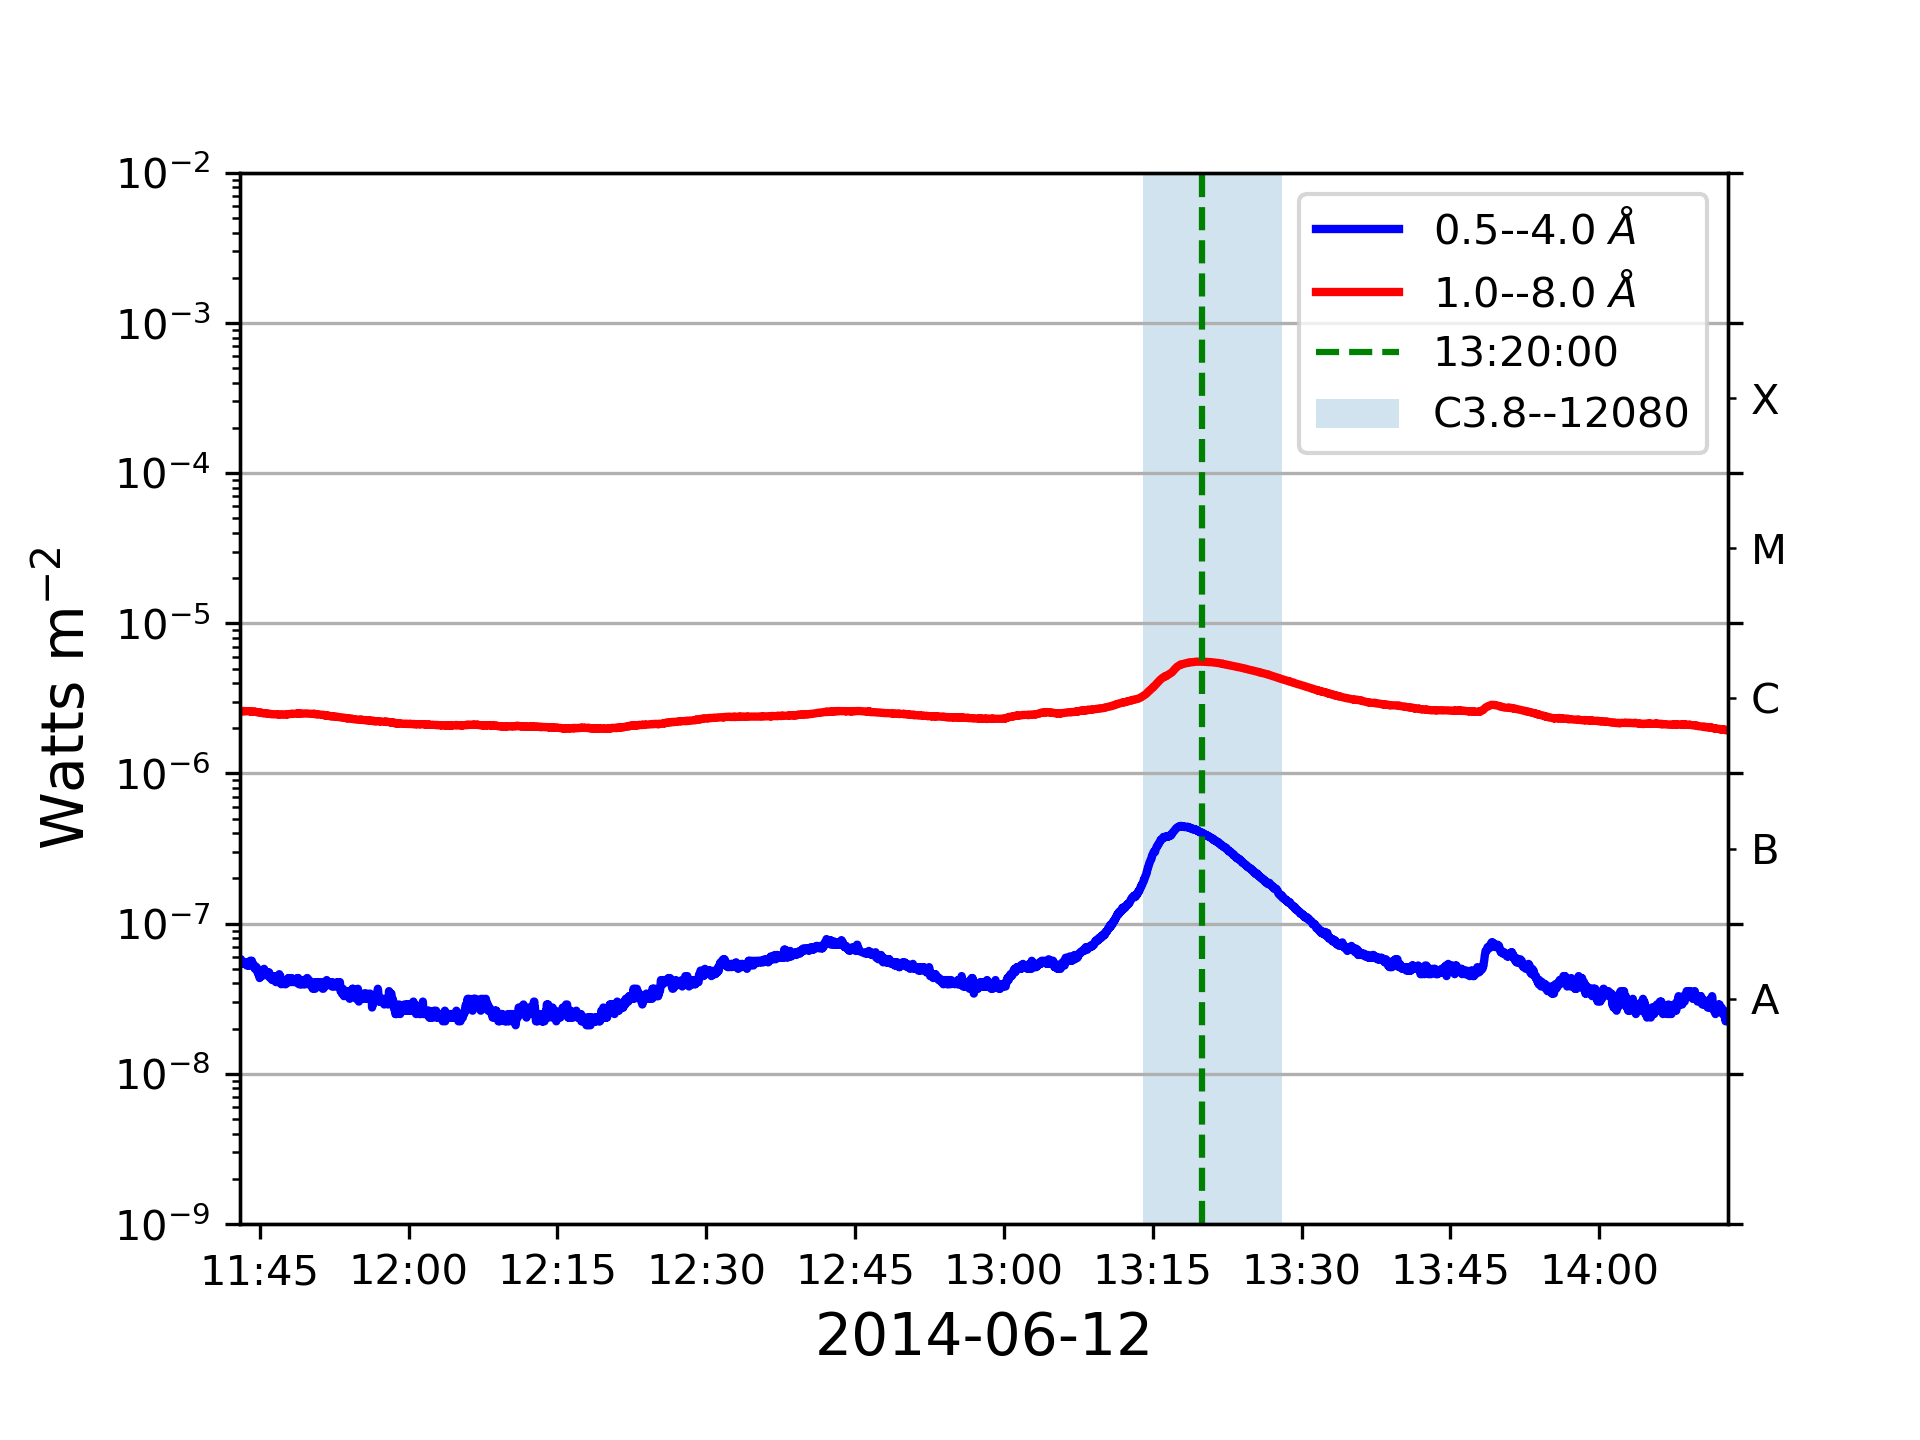 10⁻²
10⁻³
10⁻⁴
10⁻⁵
10⁻⁶
10⁻⁷
10⁻⁸
10⁻⁹
Watts m⁻²
0.5--4.0 Å
1.0--8.0 Å
13:20:00
C3.8--12080
X
M
C
B
A
11:45 12:00 12:15 12:30 12:45 13:00 13:15 13:30 13:45 14:00
2014-06-12